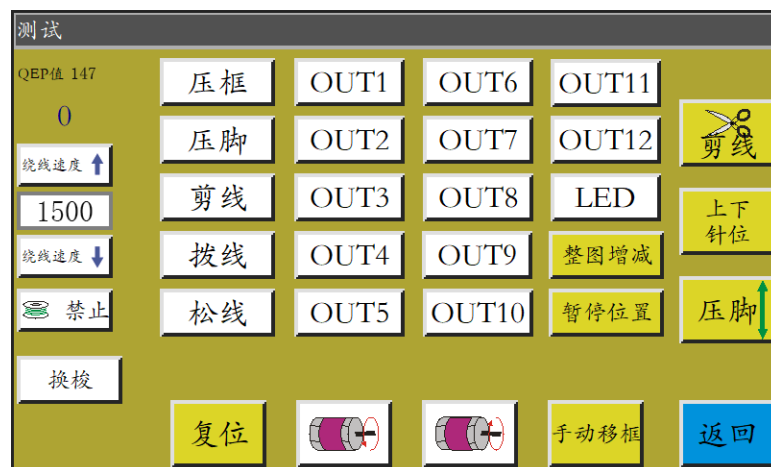 测试
QEP值 147
0
压框 OUT1 OUT6 OUT11
剪线
压脚 OUT2 OUT7 OUT12
绕线速度
1500
剪线 OUT3 OUT8 LED
上下
针位
绕线速度
拨线 OUT4 OUT9 整图增减
禁止
松线 OUT5 OUT10 暂停位置
压脚
换梭
复位
手动移框
返回